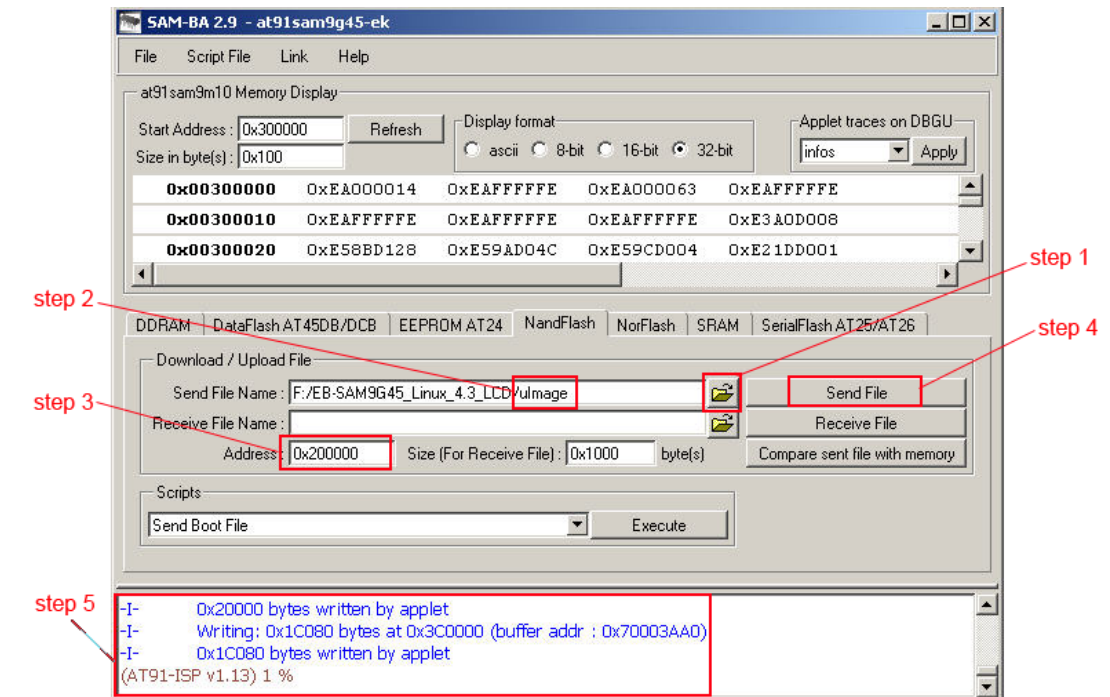 SAM-BA 2.9 - at91sam9g45-ek
File Script File Link Help
at91sam9m10 Memory Display
Start Address : 0x300000 Refresh
Size in byte(s) : 0x100
Display format
ascii 8-bit 16-bit 32-bit
Applet traces on DBGU
infos Apply
0x00300000 0xEA000014 0xEAFFFFFE 0xEA000063 0xEAFFFFFE
0x00300010 0xEAFFFFFE 0xEAFFFFFE 0xEAFFFFFE 0xE3A0D008
0x00300020 0xE58BD128 0xE59AD04C 0xE59CD004 0xE21DD001
step 1
step 2
DDRAM DataFlash AT45DB/DCB EEPROM AT24 NandFlash NorFlash SRAM SerialFlash AT25/AT26
step 4
Download / Upload File
Send File Name : F:/EB-SAM9G45_Linux_4.3_LCD/uImage Send File
step 3
Receive File Name : Receive File
Address : 0x200000 Size (For Receive File) : 0x1000 byte(s) Compare sent file with memory
Scripts
Send Boot File Execute
step 5
-I- 0x20000 bytes written by applet
-I- Writing: 0x1C080 bytes at 0x3C0000 (buffer addr : 0x70003AA0)
-I- 0x1C080 bytes written by applet
(AT91-ISP v1.13) 1 %